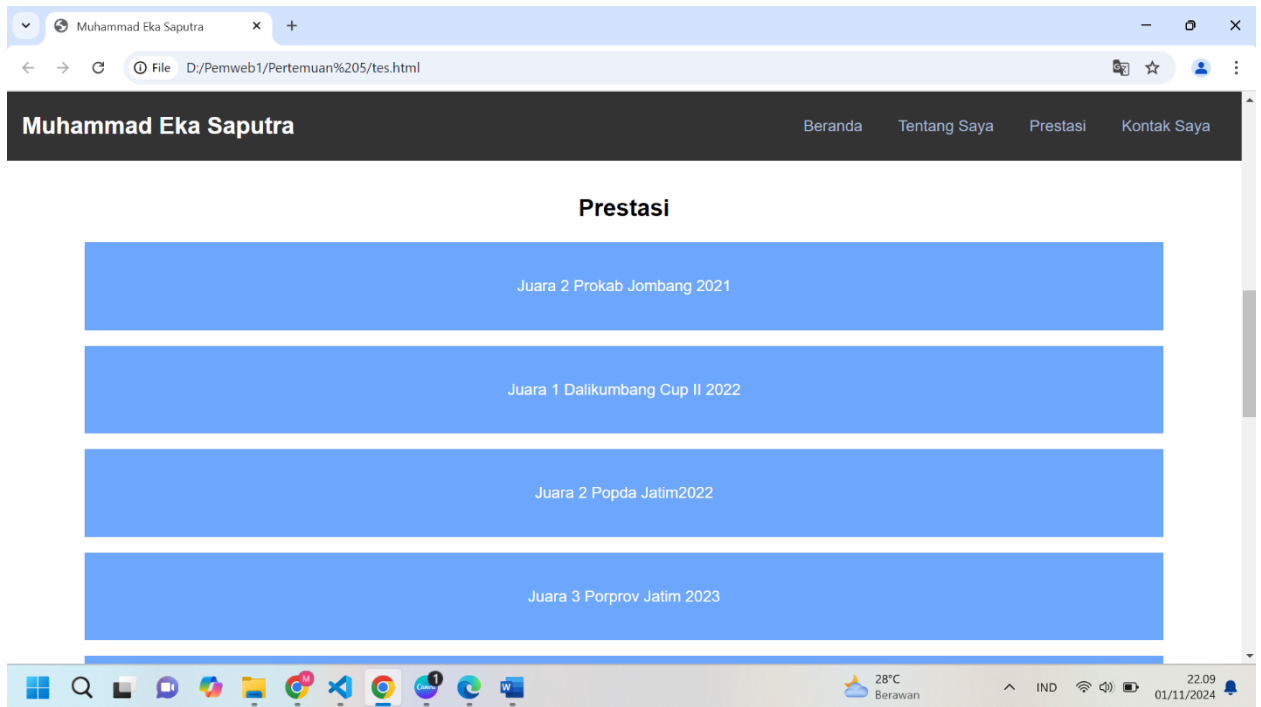 Muhammad Eka Saputra
File D:/Pemweb1/Pertemuan%205/tes.html
Muhammad Eka Saputra Beranda Tentang Saya Prestasi Kontak Saya
Prestasi
Juara 2 Prokab Jombang 2021
Juara 1 Dalikumbang Cup II 2022
Juara 2 Popda Jatim2022
Juara 3 Porprov Jatim 2023
28°C
Berawan
IND
22.09
01/11/2024